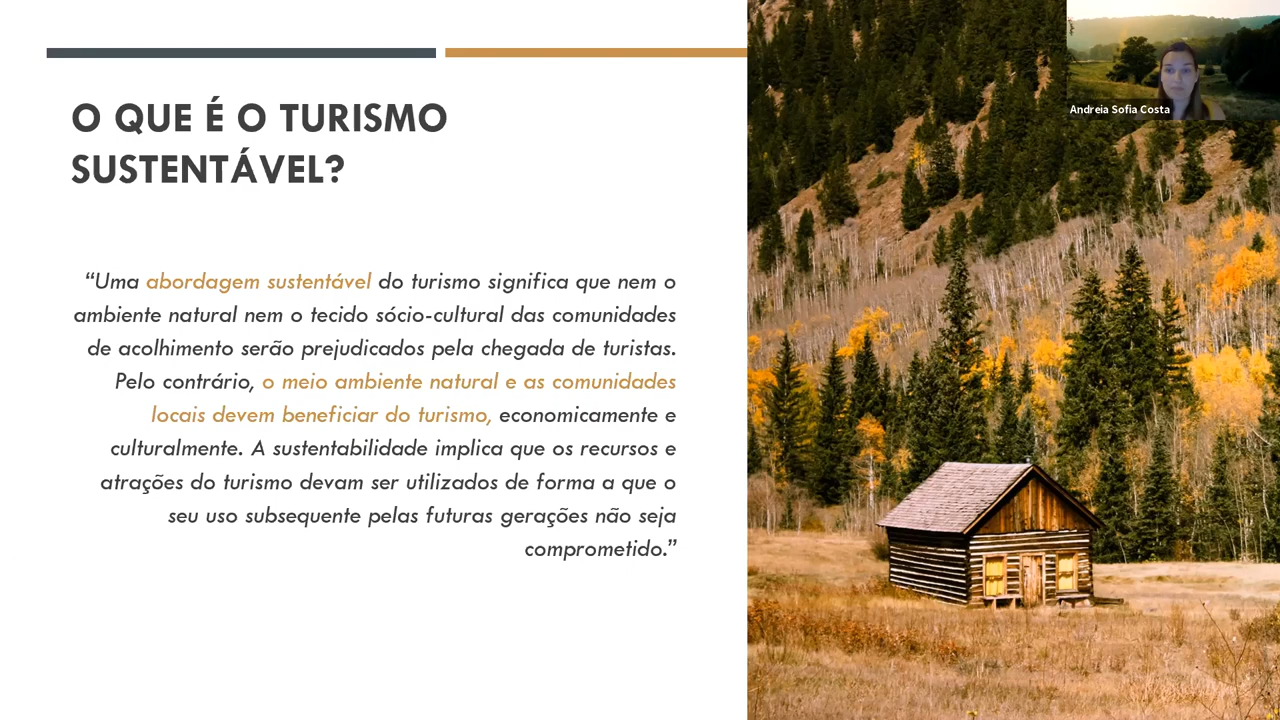 O QUE É O TURISMO
SUSTENTÁVEL?
“Uma abordagem sustentável do turismo significa que nem o
ambiente natural nem o tecido sócio-cultural das comunidades
de acolhimento serão prejudicados pela chegada de turistas.
Pelo contrário, o meio ambiente natural e as comunidades
locais devem beneficiar do turismo, economicamente e
culturalmente. A sustentabilidade implica que os recursos e
atrações do turismo devam ser utilizados de forma a que o
seu uso subsequente pelas futuras gerações não seja
comprometido.”
Andreia Sofia Costa